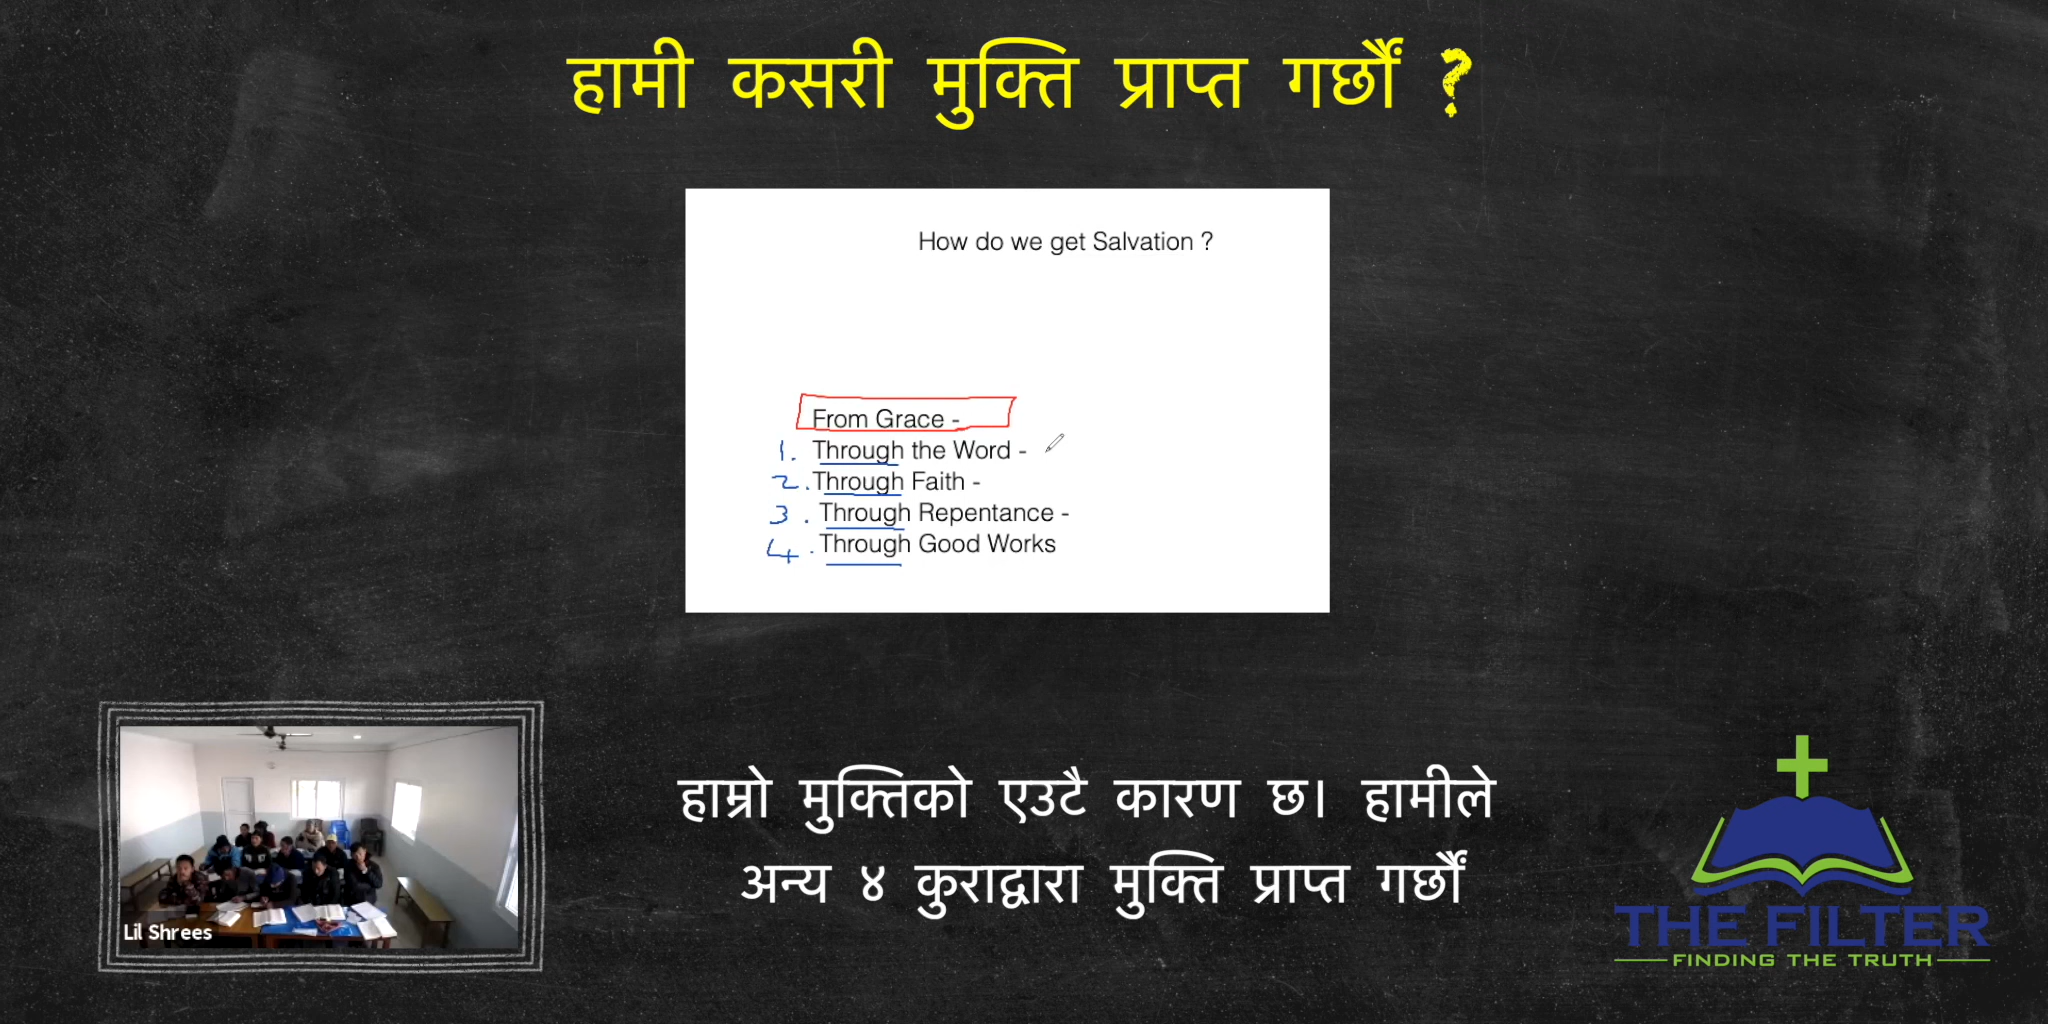 हामी कसरी मुक्ति प्राप्त गर्छौं ?
How do we get Salvation ?
From Grace -
1. Through the Word -
2. Through Faith -
3. Through Repentance -
4. Through Good Works
हाम्रो मुक्तिको एउटै कारण छ। हामीले
अन्य ४ कुराद्वारा मुक्ति प्राप्त गर्छौं
Lil Shrees
THE FILTER
FINDING THE TRUTH